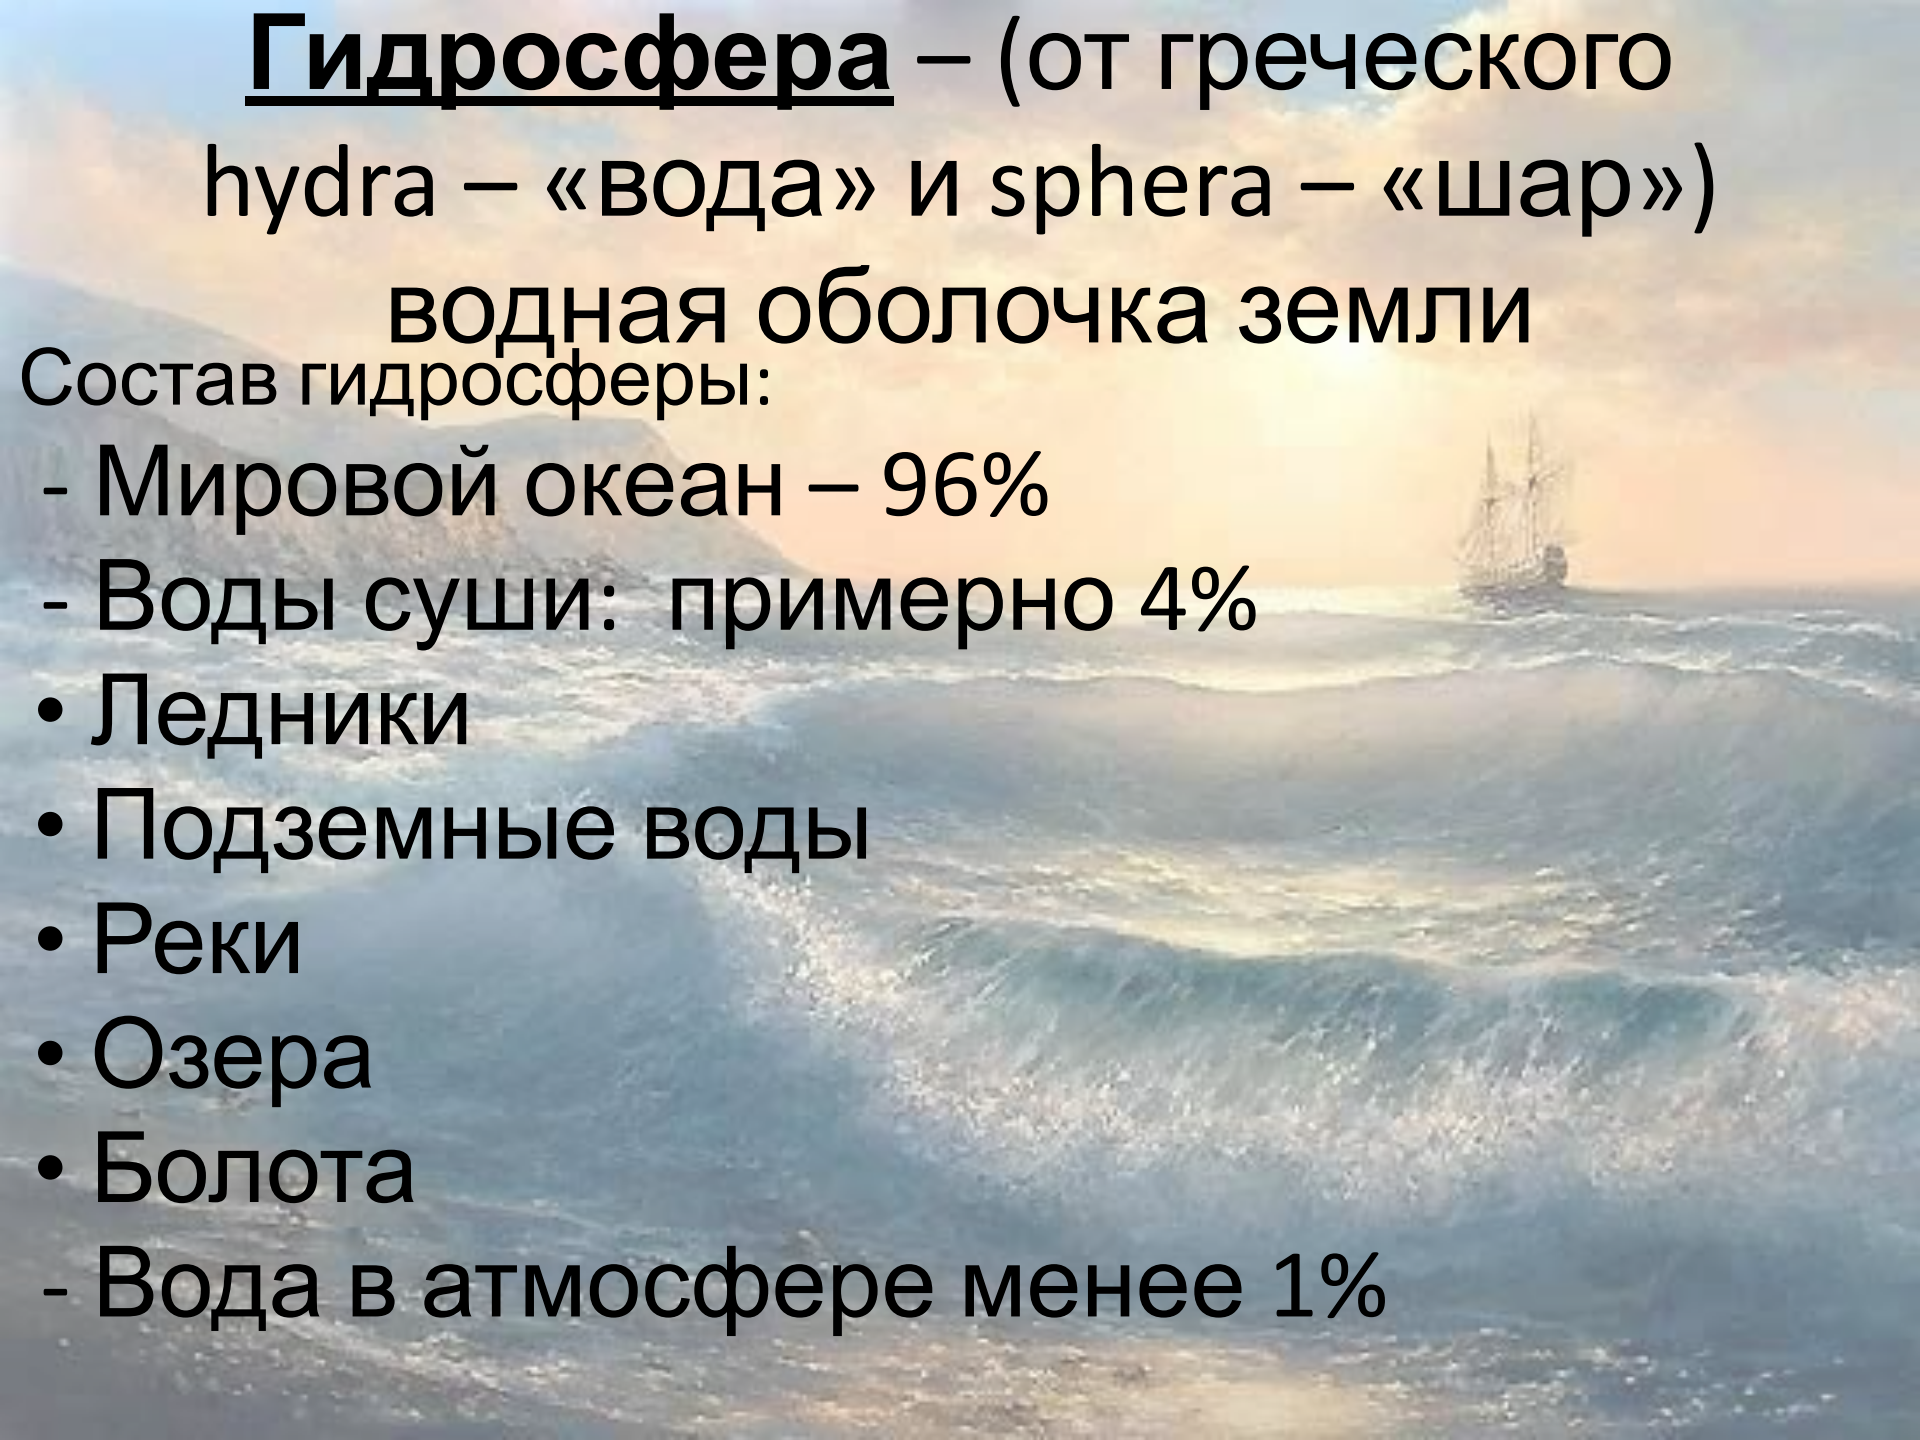 Гидросфера – (от греческого
hydra – «вода» и sphera – «шар»)
водная оболочка земли
Состав гидросферы:
- Мировой океан – 96%
- Воды суши:  примерно 4%
• Ледники
• Подземные воды
• Реки
• Озера
• Болота
- Вода в атмосфере менее 1%